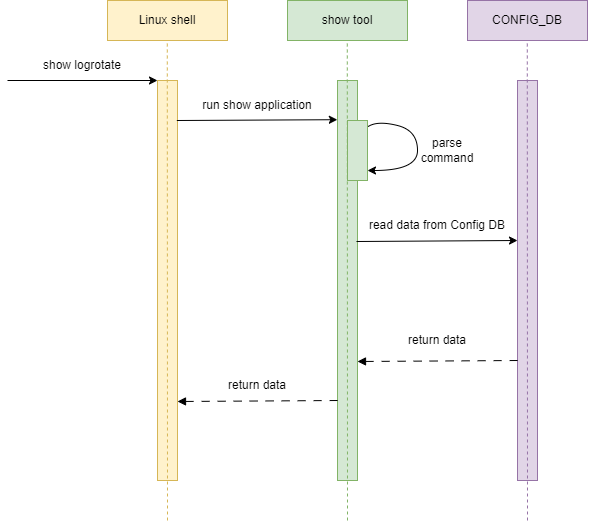 Linux shell
show tool
CONFIG_DB
show logrotate
run show application
parse
command
read data from Config DB
return data
return data